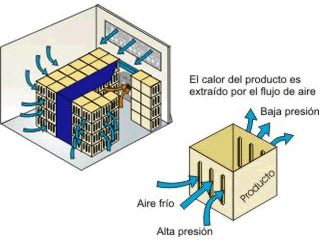 El calor del producto es
extraído por el flujo de aire
Baja presión
Producto
Aire frío
Alta presión